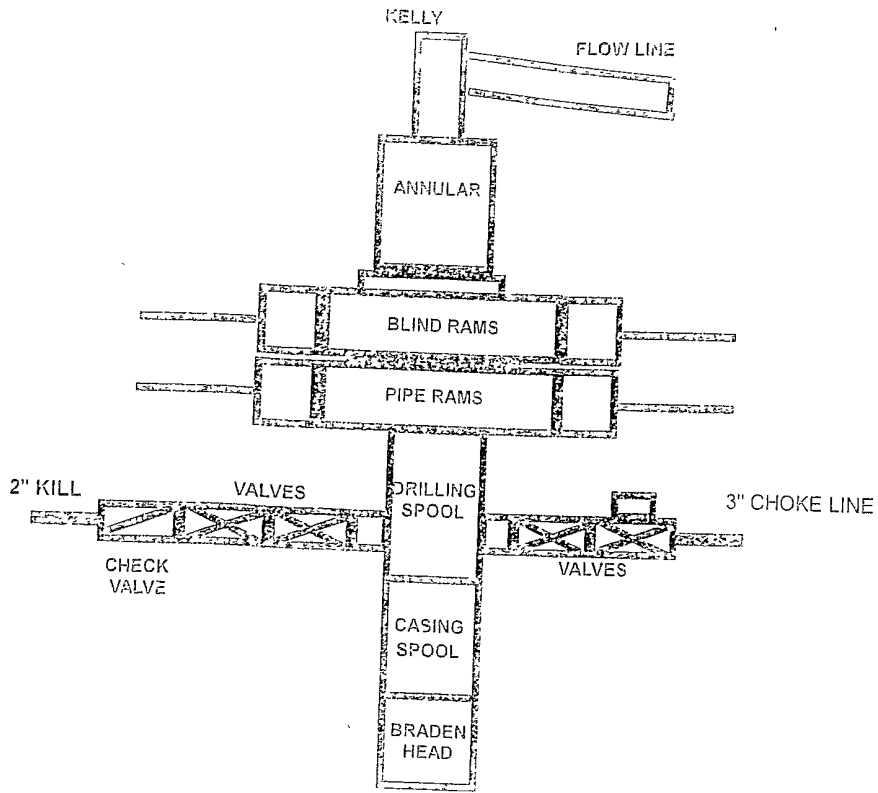 KELLY
FLOW LINE
ANNULAR
BLIND RAMS
PIPE RAMS
2" KILL
VALVES
DRILLING
SPOOL
3" CHOKE LINE
CHECK
VALVE
VALVES
CASING
SPOOL
BRADEN
HEAD